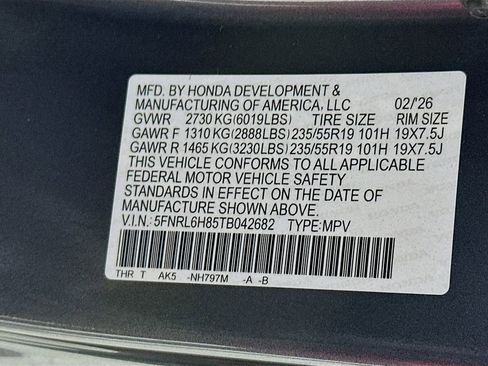 MFD. BY HONDA DEVELOPMENT &
MANUFACTURING OF AMERICA, LLC 02/'26
GVWR 2730 KG(6019LBS) TIRE SIZE RIM SIZE
GAWR F 1310 KG(2888LBS) 235/55R19 101H 19X7.5J
GAWR R 1465 KG(3230LBS) 235/55R19 101H 19X7.5J
THIS VEHICLE CONFORMS TO ALL APPLICABLE
FEDERAL MOTOR VEHICLE SAFETY
STANDARDS IN EFFECT ON THE DATE OF
MANUFACTURE SHOWN ABOVE.
V.I.N.: 5FNRL6H85TB042682 TYPE:MPV
THR T AK5 -NH797M -A -B